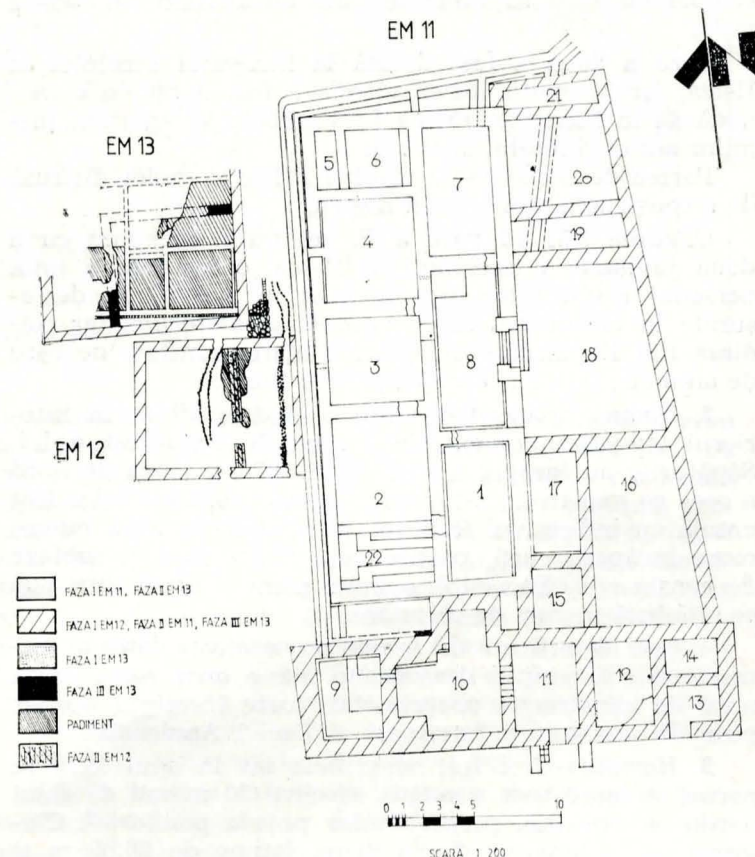 EM 11
EM 13
EM 12
21
5
6
7
20
4
19
3
8
18
2
1
17
16
22
15
9
10
12
14
13
FAZA I EM 11, FAZA II EM 13
FAZA I EM 12, FAZA II EM 11, FAZA III EM 13
FAZA I EM 13
FAZA III EM 13
PADIMENT
FAZA II EM 12
0 1 2 3 4 5 10
SCARA 1 200